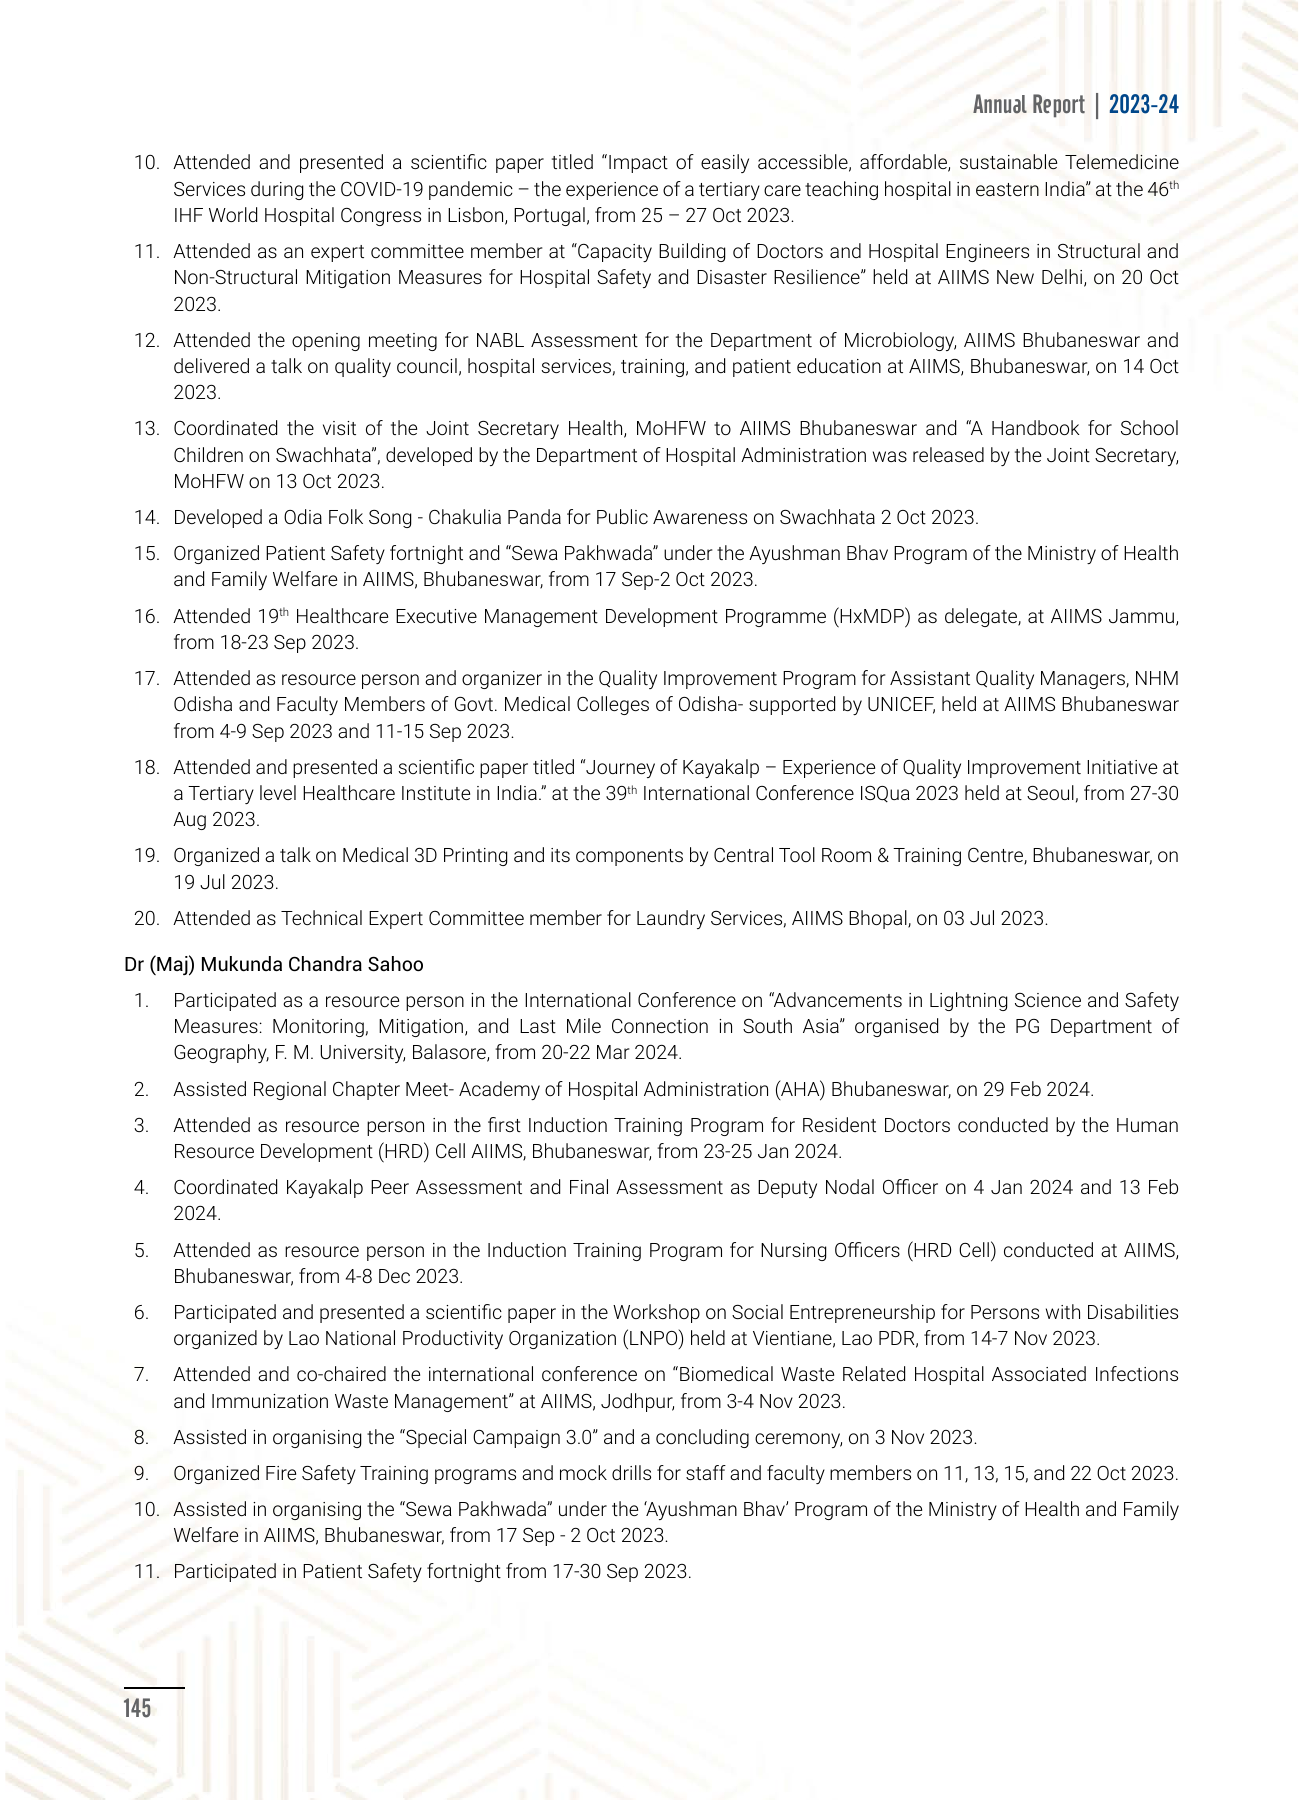 Annual Report | 2023-24
10. Attended and presented a scientific paper titled “Impact of easily accessible, affordable, sustainable Telemedicine
Services during the COVID-19 pandemic – the experience of a tertiary care teaching hospital in eastern India” at the 46th
IHF World Hospital Congress in Lisbon, Portugal, from 25 – 27 Oct 2023.
11. Attended as an expert committee member at “Capacity Building of Doctors and Hospital Engineers in Structural and
Non-Structural Mitigation Measures for Hospital Safety and Disaster Resilience” held at AIIMS New Delhi, on 20 Oct
2023.
12. Attended the opening meeting for NABL Assessment for the Department of Microbiology, AIIMS Bhubaneswar and
delivered a talk on quality council, hospital services, training, and patient education at AIIMS, Bhubaneswar, on 14 Oct
2023.
13. Coordinated the visit of the Joint Secretary Health, MoHFW to AIIMS Bhubaneswar and “A Handbook for School
Children on Swachhata”, developed by the Department of Hospital Administration was released by the Joint Secretary,
MoHFW on 13 Oct 2023.
14. Developed a Odia Folk Song - Chakulia Panda for Public Awareness on Swachhata 2 Oct 2023.
15. Organized Patient Safety fortnight and “Sewa Pakhwada” under the Ayushman Bhav Program of the Ministry of Health
and Family Welfare in AIIMS, Bhubaneswar, from 17 Sep-2 Oct 2023.
16. Attended 19th Healthcare Executive Management Development Programme (HxMDP) as delegate, at AIIMS Jammu,
from 18-23 Sep 2023.
17. Attended as resource person and organizer in the Quality Improvement Program for Assistant Quality Managers, NHM
Odisha and Faculty Members of Govt. Medical Colleges of Odisha- supported by UNICEF, held at AIIMS Bhubaneswar
from 4-9 Sep 2023 and 11-15 Sep 2023.
18. Attended and presented a scientific paper titled “Journey of Kayakalp – Experience of Quality Improvement Initiative at
a Tertiary level Healthcare Institute in India.” at the 39th International Conference ISQua 2023 held at Seoul, from 27-30
Aug 2023.
19. Organized a talk on Medical 3D Printing and its components by Central Tool Room & Training Centre, Bhubaneswar, on
19 Jul 2023.
20. Attended as Technical Expert Committee member for Laundry Services, AIIMS Bhopal, on 03 Jul 2023.
Dr (Maj) Mukunda Chandra Sahoo
1. Participated as a resource person in the International Conference on “Advancements in Lightning Science and Safety
Measures: Monitoring, Mitigation, and Last Mile Connection in South Asia” organised by the PG Department of
Geography, F. M. University, Balasore, from 20-22 Mar 2024.
2. Assisted Regional Chapter Meet- Academy of Hospital Administration (AHA) Bhubaneswar, on 29 Feb 2024.
3. Attended as resource person in the first Induction Training Program for Resident Doctors conducted by the Human
Resource Development (HRD) Cell AIIMS, Bhubaneswar, from 23-25 Jan 2024.
4. Coordinated Kayakalp Peer Assessment and Final Assessment as Deputy Nodal Officer on 4 Jan 2024 and 13 Feb
2024.
5. Attended as resource person in the Induction Training Program for Nursing Officers (HRD Cell) conducted at AIIMS,
Bhubaneswar, from 4-8 Dec 2023.
6. Participated and presented a scientific paper in the Workshop on Social Entrepreneurship for Persons with Disabilities
organized by Lao National Productivity Organization (LNPO) held at Vientiane, Lao PDR, from 14-7 Nov 2023.
7. Attended and co-chaired the international conference on “Biomedical Waste Related Hospital Associated Infections
and Immunization Waste Management” at AIIMS, Jodhpur, from 3-4 Nov 2023.
8. Assisted in organising the “Special Campaign 3.0” and a concluding ceremony, on 3 Nov 2023.
9. Organized Fire Safety Training programs and mock drills for staff and faculty members on 11, 13, 15, and 22 Oct 2023.
10. Assisted in organising the “Sewa Pakhwada” under the ‘Ayushman Bhav’ Program of the Ministry of Health and Family
Welfare in AIIMS, Bhubaneswar, from 17 Sep - 2 Oct 2023.
11. Participated in Patient Safety fortnight from 17-30 Sep 2023.
145